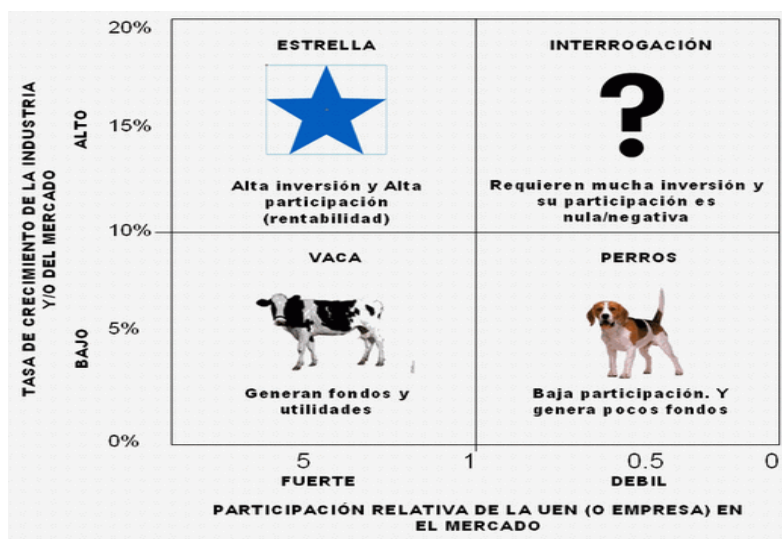 20%
ESTRELLA
INTERROGACIÓN
?
ALTO
15%
Alta inversión y Alta
participación
(rentabilidad)
Requieren mucha inversión y
su participación es
nula/negativa
TASA DE CRECIMIENTO DE LA INDUSTRIA
Y/O DEL MERCADO
10%
VACA
PERROS
BAJO
5%
Generan fondos y
utilidades
Baja participación. Y
genera pocos fondos
0%
5
1
0.5
0
FUERTE
DEBIL
PARTICIPACIÓN RELATIVA DE LA UEN (O EMPRESA) EN
EL MERCADO